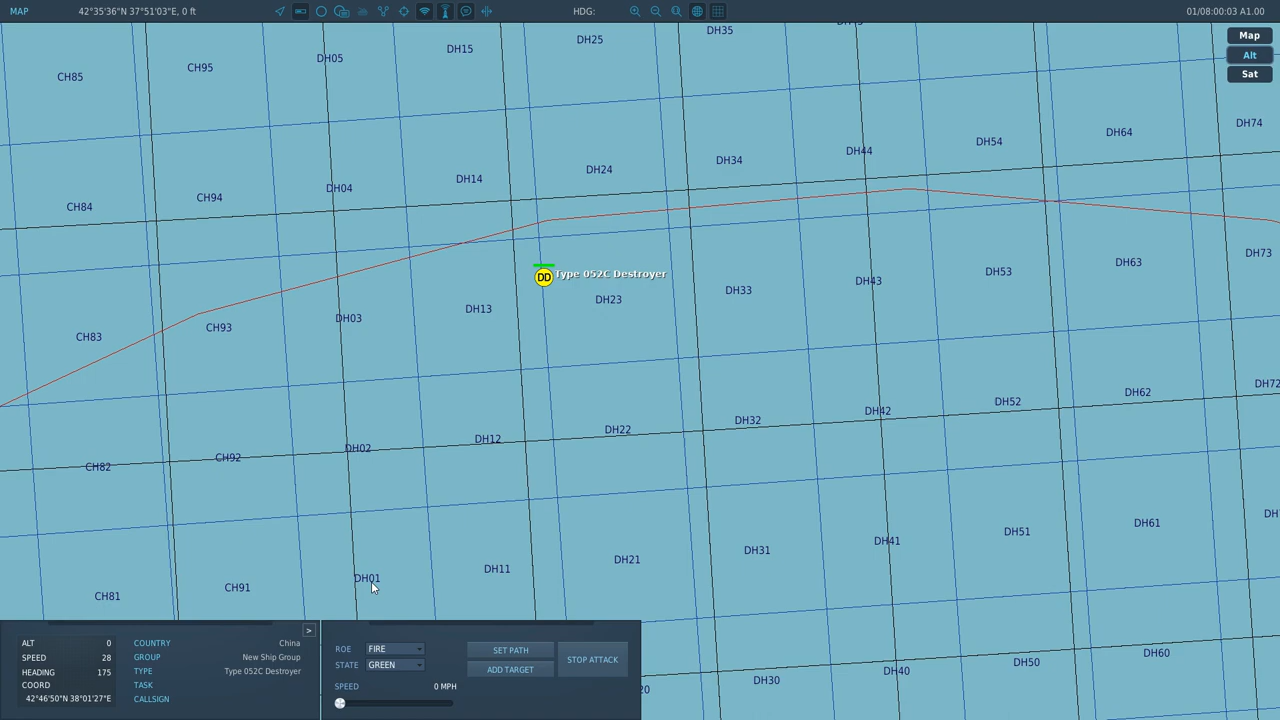 MAP 42°35'36"N 37°51'03"E, 0 ft HDG: 01/08:00:03 A1.00
Map
Alt
Sat
DH35
DH25
DH15
DH05
CH95
CH85
DH74
DH64
DH54
DH44
DH34
DH24
DH14
DH04
CH94
CH84
DH73
DH63
DH53
DH43
DH33
Type 052C Destroyer
DD
DH23
DH13
DH03
CH93
CH83
DH72
DH62
DH52
DH42
DH32
DH22
DH12
DH02
CH92
CH82
DH61
DH51
DH41
DH31
DH21
DH11
DH01
CH91
CH81
DH60
DH50
DH40
DH30
>
ALT 0
SPEED 28
HEADING 175
COORD
42°46'50"N 38°01'27"E
COUNTRY China
GROUP New Ship Group
TYPE Type 052C Destroyer
TASK
CALLSIGN
ROE FIRE
STATE GREEN
SPEED 0 MPH
SET PATH
ADD TARGET
STOP ATTACK